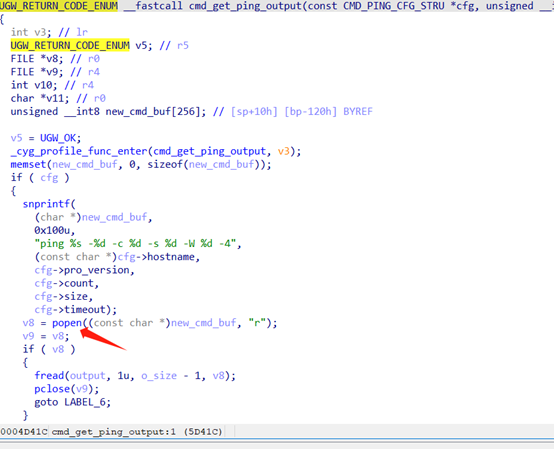 UGW_RETURN_CODE_ENUM __fastcall cmd_get_ping_output(const CMD_PING_CFG_STRU *cfg, unsigned __i
{
int v3; // lr
UGW_RETURN_CODE_ENUM v5; // r5
FILE *v8; // r0
FILE *v9; // r4
int v10; // r4
char *v11; // r0
unsigned __int8 new_cmd_buf[256]; // [sp+10h] [bp-120h] BYREF
v5 = UGW_OK;
_cyg_profile_func_enter(cmd_get_ping_output, v3);
memset(new_cmd_buf, 0, sizeof(new_cmd_buf));
if ( cfg )
{
snprintf(
(char *)new_cmd_buf,
0x100u,
"ping %s -%d -c %d -s %d -W %d -4",
(const char *)cfg->hostname,
cfg->pro_version,
cfg->count,
cfg->size,
cfg->timeout);
v8 = popen((const char *)new_cmd_buf, "r");
v9 = v8;
if ( v8 )
{
fread(output, 1u, o_size - 1, v8);
pclose(v9);
goto LABEL_6;
}
0004D41C cmd_get_ping_output:1 (5D41C)